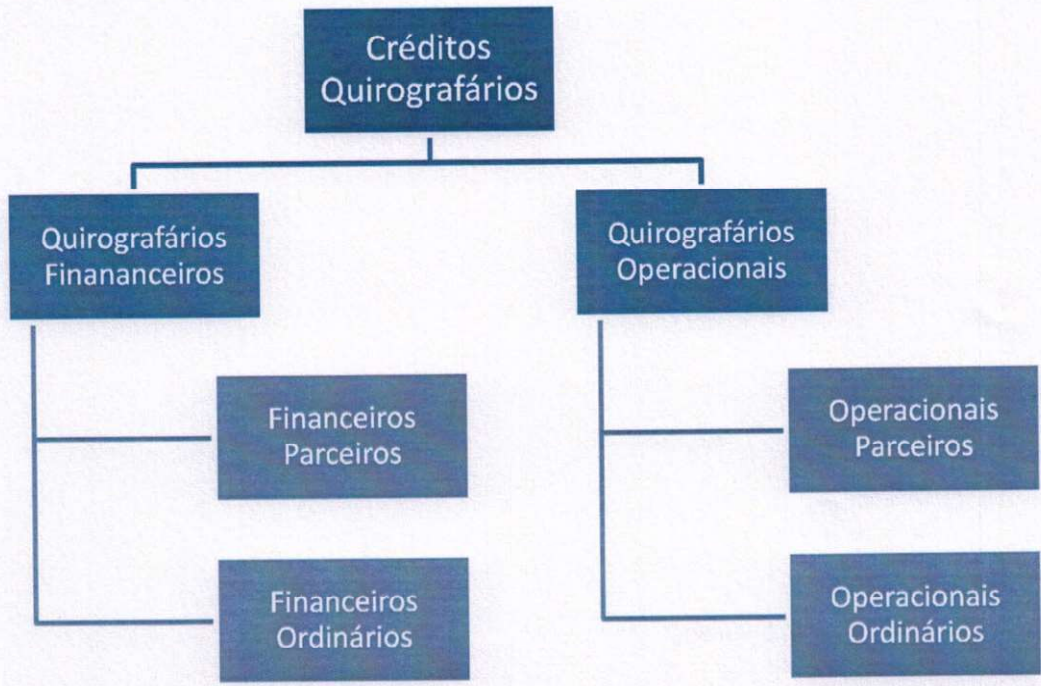 Créditos
Quirografários
Quirografários
Finananceiros
Financeiros
Parceiros
Financeiros
Ordinários
Quirografários
Operacionais
Operacionais
Parceiros
Operacionais
Ordinários